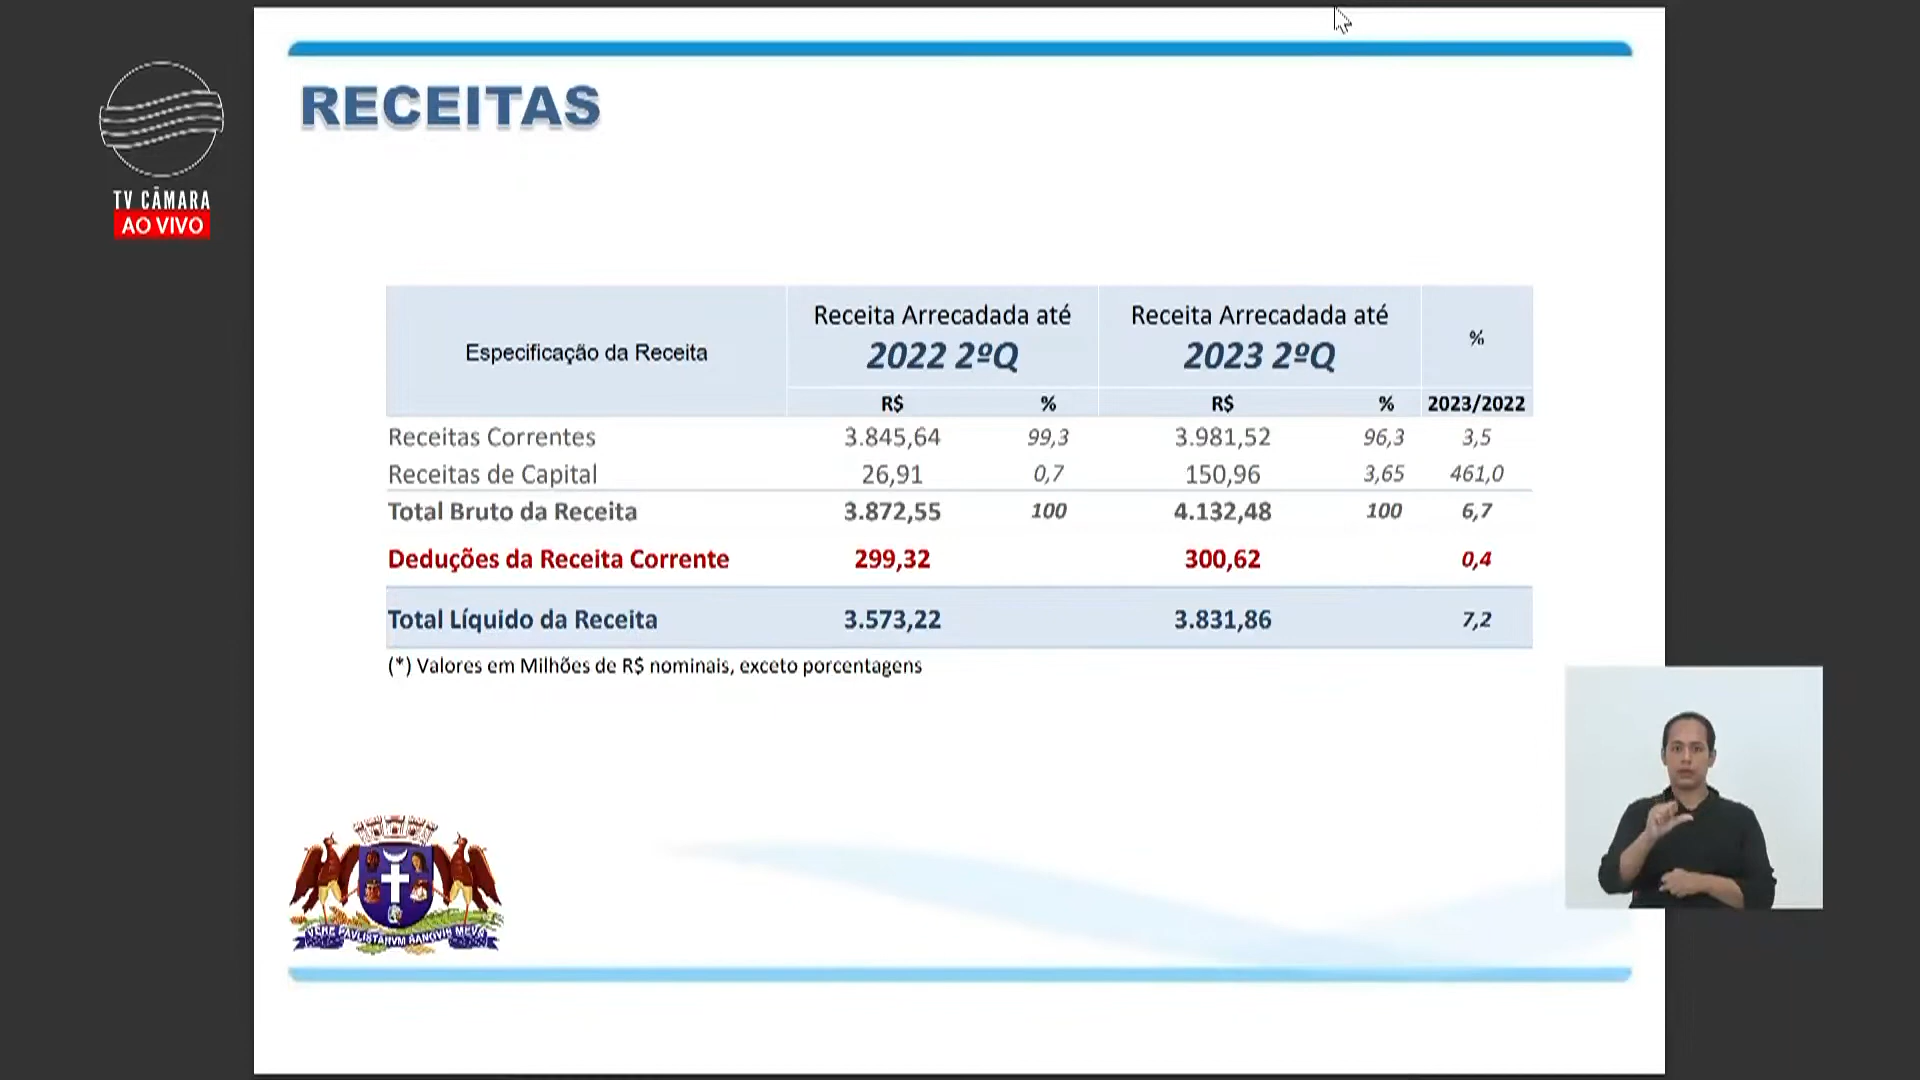 TV CÂMARA
AO VIVO
RECEITAS
Especificação da Receita
Receita Arrecadada até
2022 2ºQ
Receita Arrecadada até
2023 2ºQ
%
R$ % R$ % 2023/2022
Receitas Correntes 3.845,64 99,3 3.981,52 96,3 3,5
Receitas de Capital 26,91 0,7 150,96 3,65 461,0
Total Bruto da Receita 3.872,55 100 4.132,48 100 6,7
Deduções da Receita Corrente 299,32 300,62 0,4
Total Líquido da Receita 3.573,22 3.831,86 7,2
(*) Valores em Milhões de R$ nominais, exceto porcentagens